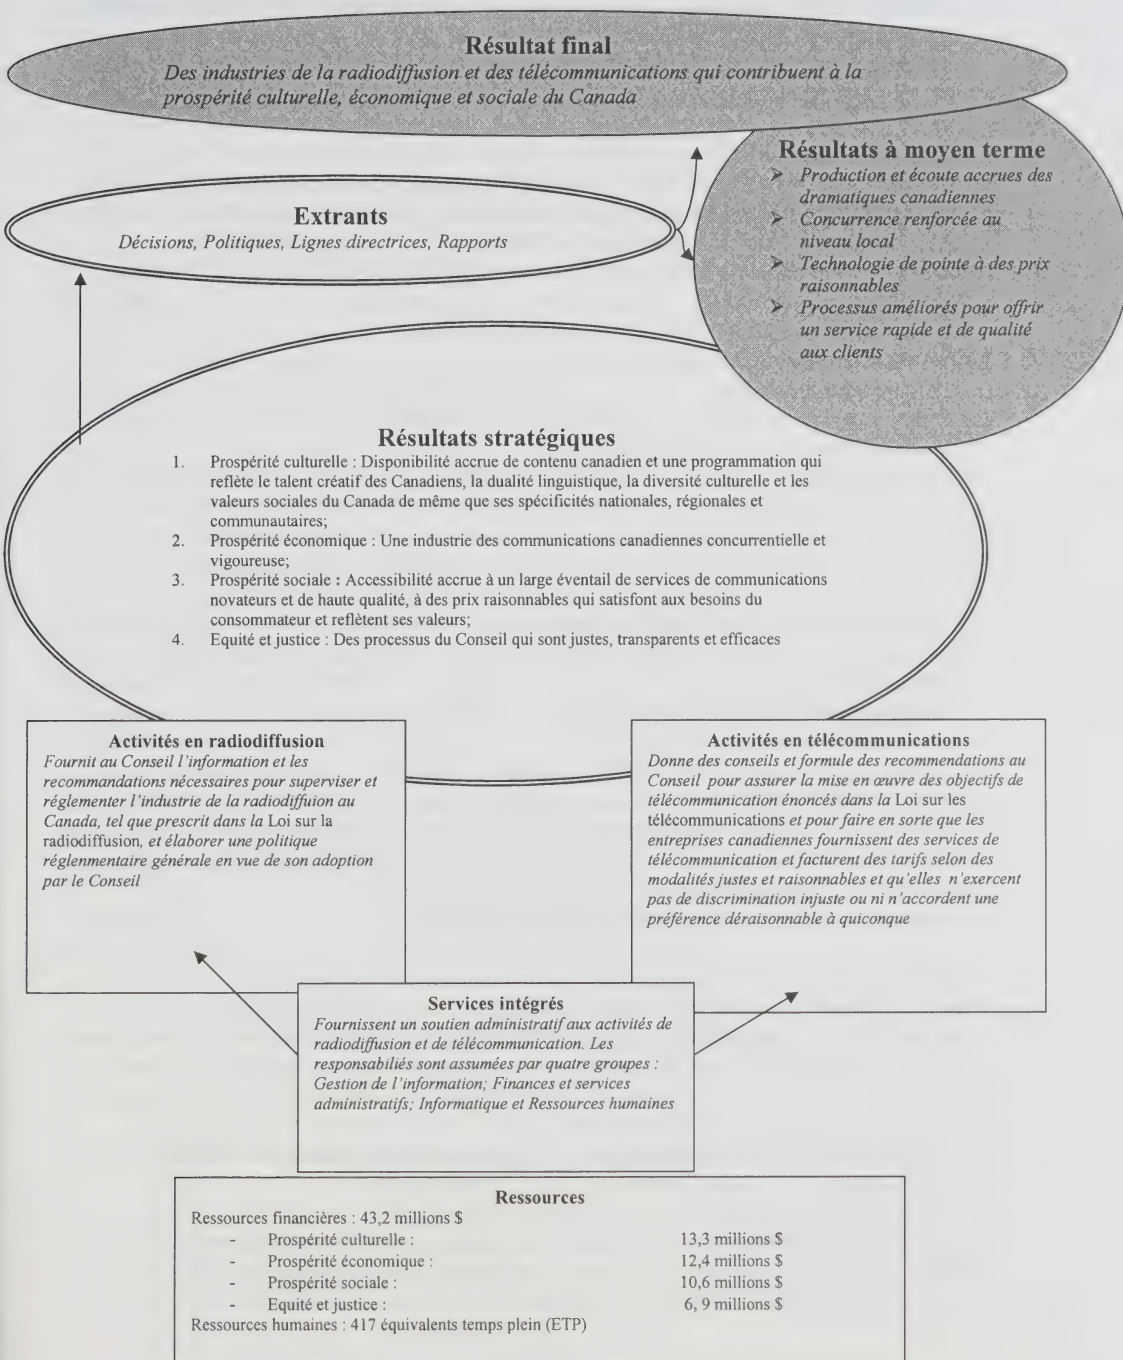 Résultat final
Des industries de la radiodiffusion et des télécommunications qui contribuent à la
prospérité culturelle, économique et sociale du Canada
Résultats à moyen terme
➢ Production et écoute accrues des
dramatiques canadiennes
➢ Concurrence renforcée au
niveau local
➢ Technologie de pointe à des prix
raisonnables
➢ Processus améliorés pour offrir
un service rapide et de qualité
aux clients
Extrants
Décisions, Politiques, Lignes directrices, Rapports
Résultats stratégiques
1. Prospérité culturelle : Disponibilité accrue de contenu canadien et une programmation qui
reflète le talent créatif des Canadiens, la dualité linguistique, la diversité culturelle et les
valeurs sociales du Canada de même que ses spécificités nationales, régionales et
communautaires;
2. Prospérité économique : Une industrie des communications canadiennes concurrentielle et
vigoureuse;
3. Prospérité sociale : Accessibilité accrue à un large éventail de services de communications
novateurs et de haute qualité, à des prix raisonnables qui satisfont aux besoins du
consommateur et reflètent ses valeurs;
4. Equité et justice : Des processus du Conseil qui sont justes, transparents et efficaces
Activités en radiodiffusion
Fournit au Conseil l'information et les
recommandations nécessaires pour superviser et
réglementer l'industrie de la radiodiffuion au
Canada, tel que prescrit dans la Loi sur la
radiodiffusion, et élaborer une politique
réglenmentaire générale en vue de son adoption
par le Conseil
Activités en télécommunications
Donne des conseils et formule des recommendations au
Conseil pour assurer la mise en œuvre des objectifs de
télécommunication énoncés dans la Loi sur les
télécommunications et pour faire en sorte que les
entreprises canadiennes fournissent des services de
télécommunication et facturent des tarifs selon des
modalités justes et raisonnables et qu'elles n'exercent
pas de discrimination injuste ou ni n'accordent une
préférence déraisonnable à quiconque
Services intégrés
Fournissent un soutien administratif aux activités de
radiodiffusion et de télécommunication. Les
responsabiliés sont assumées par quatre groupes :
Gestion de l'information; Finances et services
administratifs; Informatique et Ressources humaines
Ressources
Ressources financières : 43,2 millions $
- Prospérité culturelle : 13,3 millions $
- Prospérité économique : 12,4 millions $
- Prospérité sociale : 10,6 millions $
- Equité et justice : 6, 9 millions $
Ressources humaines : 417 équivalents temps plein (ETP)